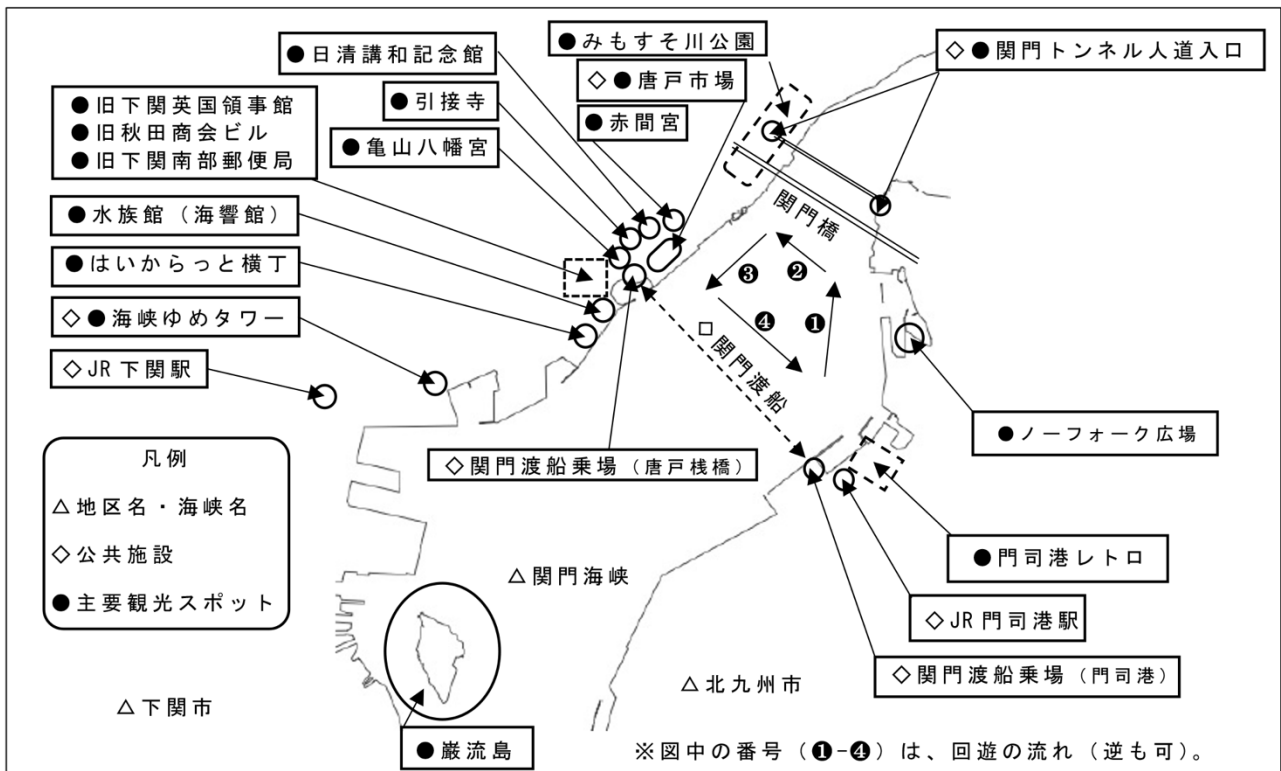 ●日清講和記念館
●みもすそ川公園
◇●関門トンネル人道入口
◇●唐戸市場
●旧下関英国領事館
●旧秋田商会ビル
●旧下関南部郵便局
●引接寺
●赤間宮
●亀山八幡宮
●水族館（海響館）
●はいからっと横丁
◇●海峡ゆめタワー
◇JR下関駅
関門橋
❸
❷
❹
❶
□関門渡船
●ノーフォーク広場
◇関門渡船乗場（唐戸桟橋）
凡例
△地区名・海峡名
◇公共施設
●主要観光スポット
●門司港レトロ
△関門海峡
◇JR門司港駅
◇関門渡船乗場（門司港）
△北九州市
△下関市
●巌流島
※図中の番号（❶-❹）は、回遊の流れ（逆も可）。